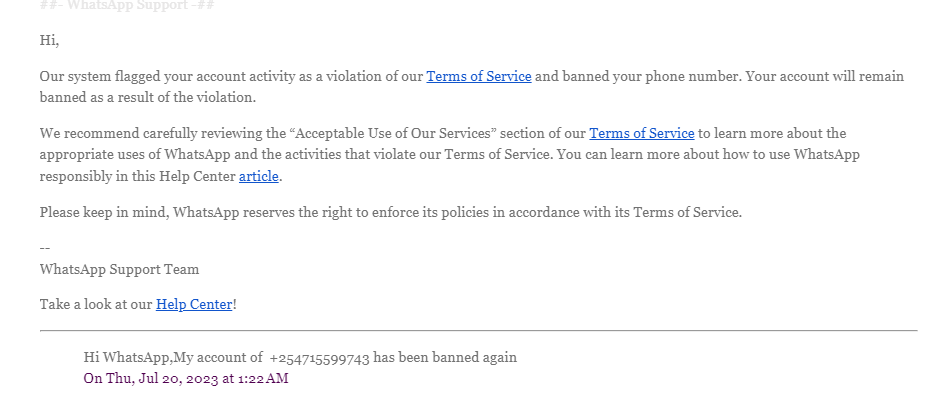 ##- WhatsApp Support -##
Hi,
Our system flagged your account activity as a violation of our Terms of Service and banned your phone number. Your account will remain
banned as a result of the violation.
We recommend carefully reviewing the “Acceptable Use of Our Services” section of our Terms of Service to learn more about the
appropriate uses of WhatsApp and the activities that violate our Terms of Service. You can learn more about how to use WhatsApp
responsibly in this Help Center article.
Please keep in mind, WhatsApp reserves the right to enforce its policies in accordance with its Terms of Service.
--
WhatsApp Support Team
Take a look at our Help Center!
Hi WhatsApp,My account of  +254715599743 has been banned again
On Thu, Jul 20, 2023 at 1:22 AM